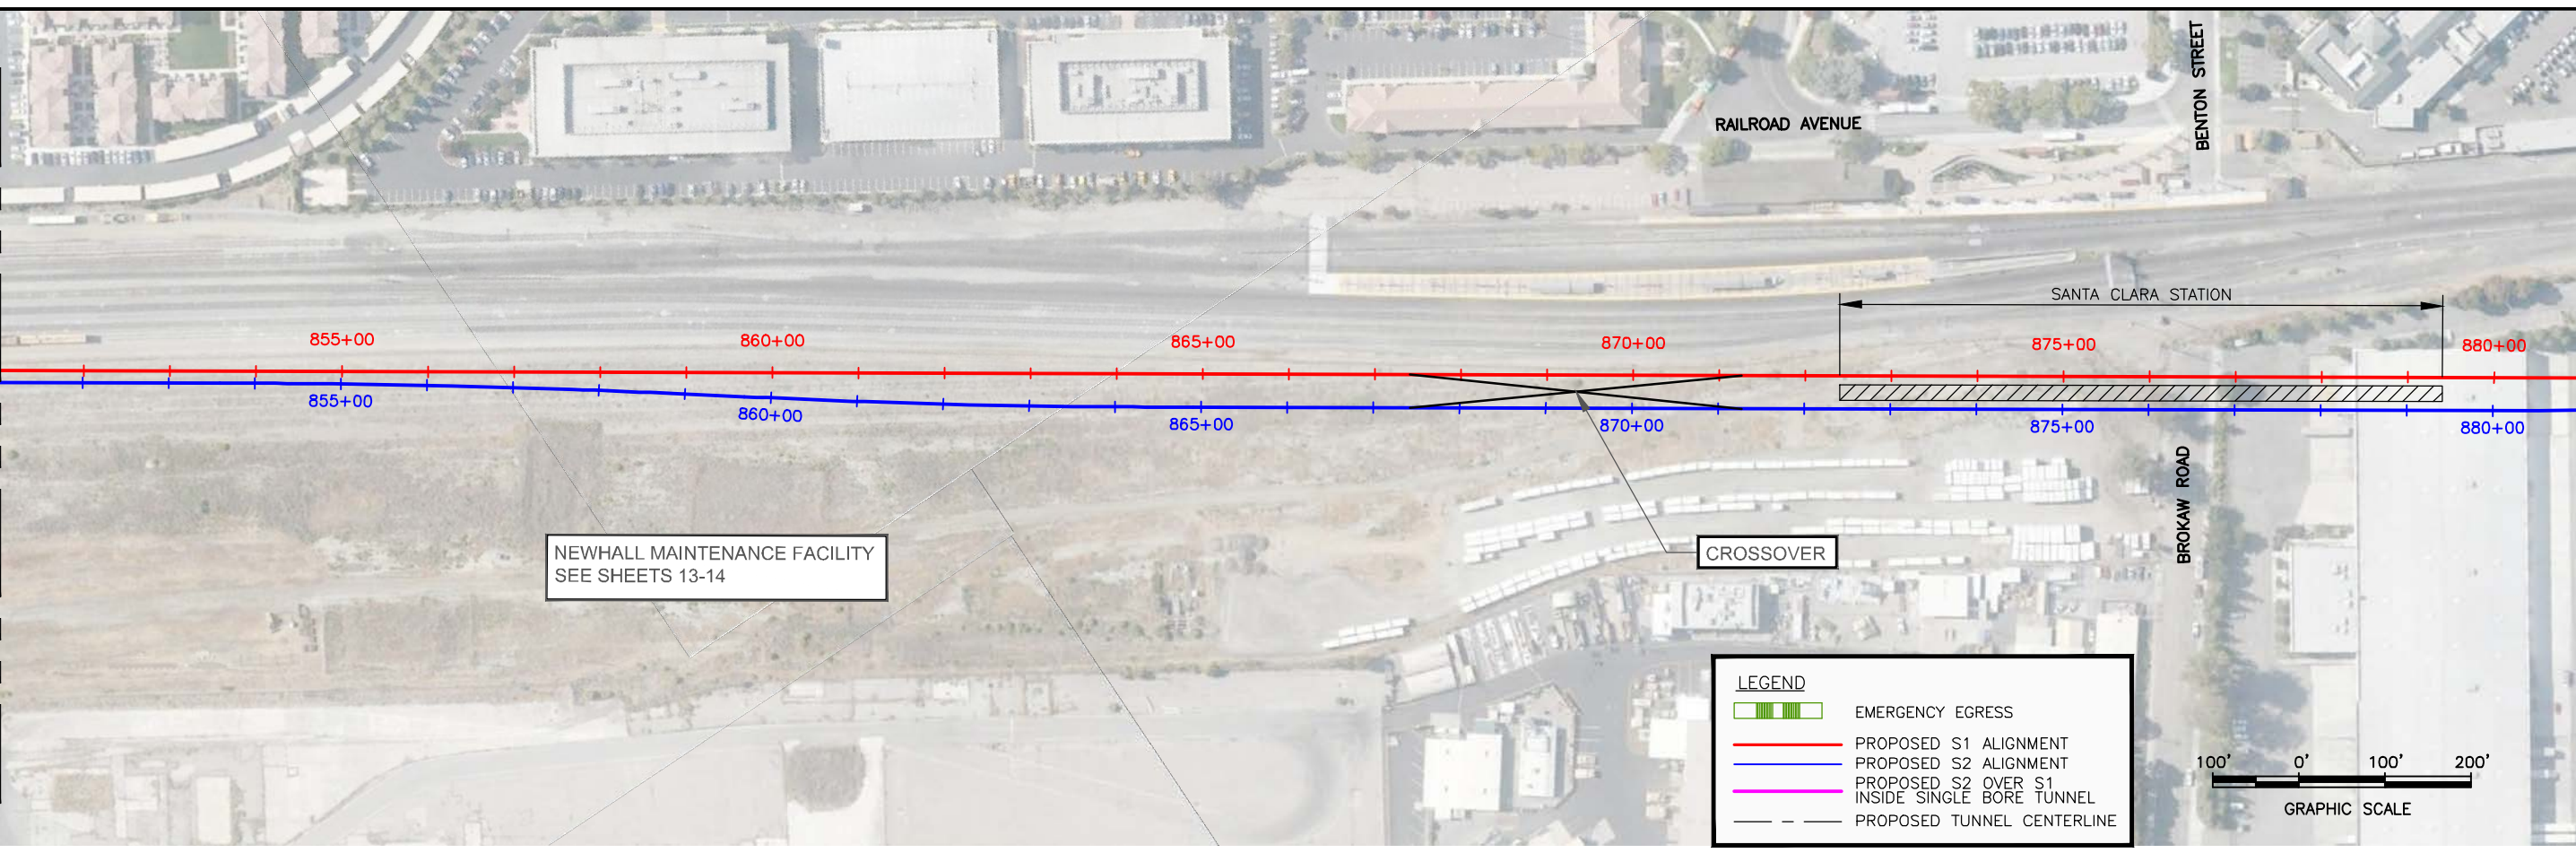 BENTON STREET
RAILROAD AVENUE
SANTA CLARA STATION
855+00
860+00
865+00
870+00
875+00
880+00
855+00
860+00
865+00
870+00
875+00
880+00
BROKAW ROAD
NEWHALL MAINTENANCE FACILITY
SEE SHEETS 13-14
CROSSOVER
LEGEND
EMERGENCY EGRESS
PROPOSED S1 ALIGNMENT
PROPOSED S2 ALIGNMENT
PROPOSED S2 OVER S1
INSIDE SINGLE BORE TUNNEL
PROPOSED TUNNEL CENTERLINE
100' 0' 100' 200'
GRAPHIC SCALE